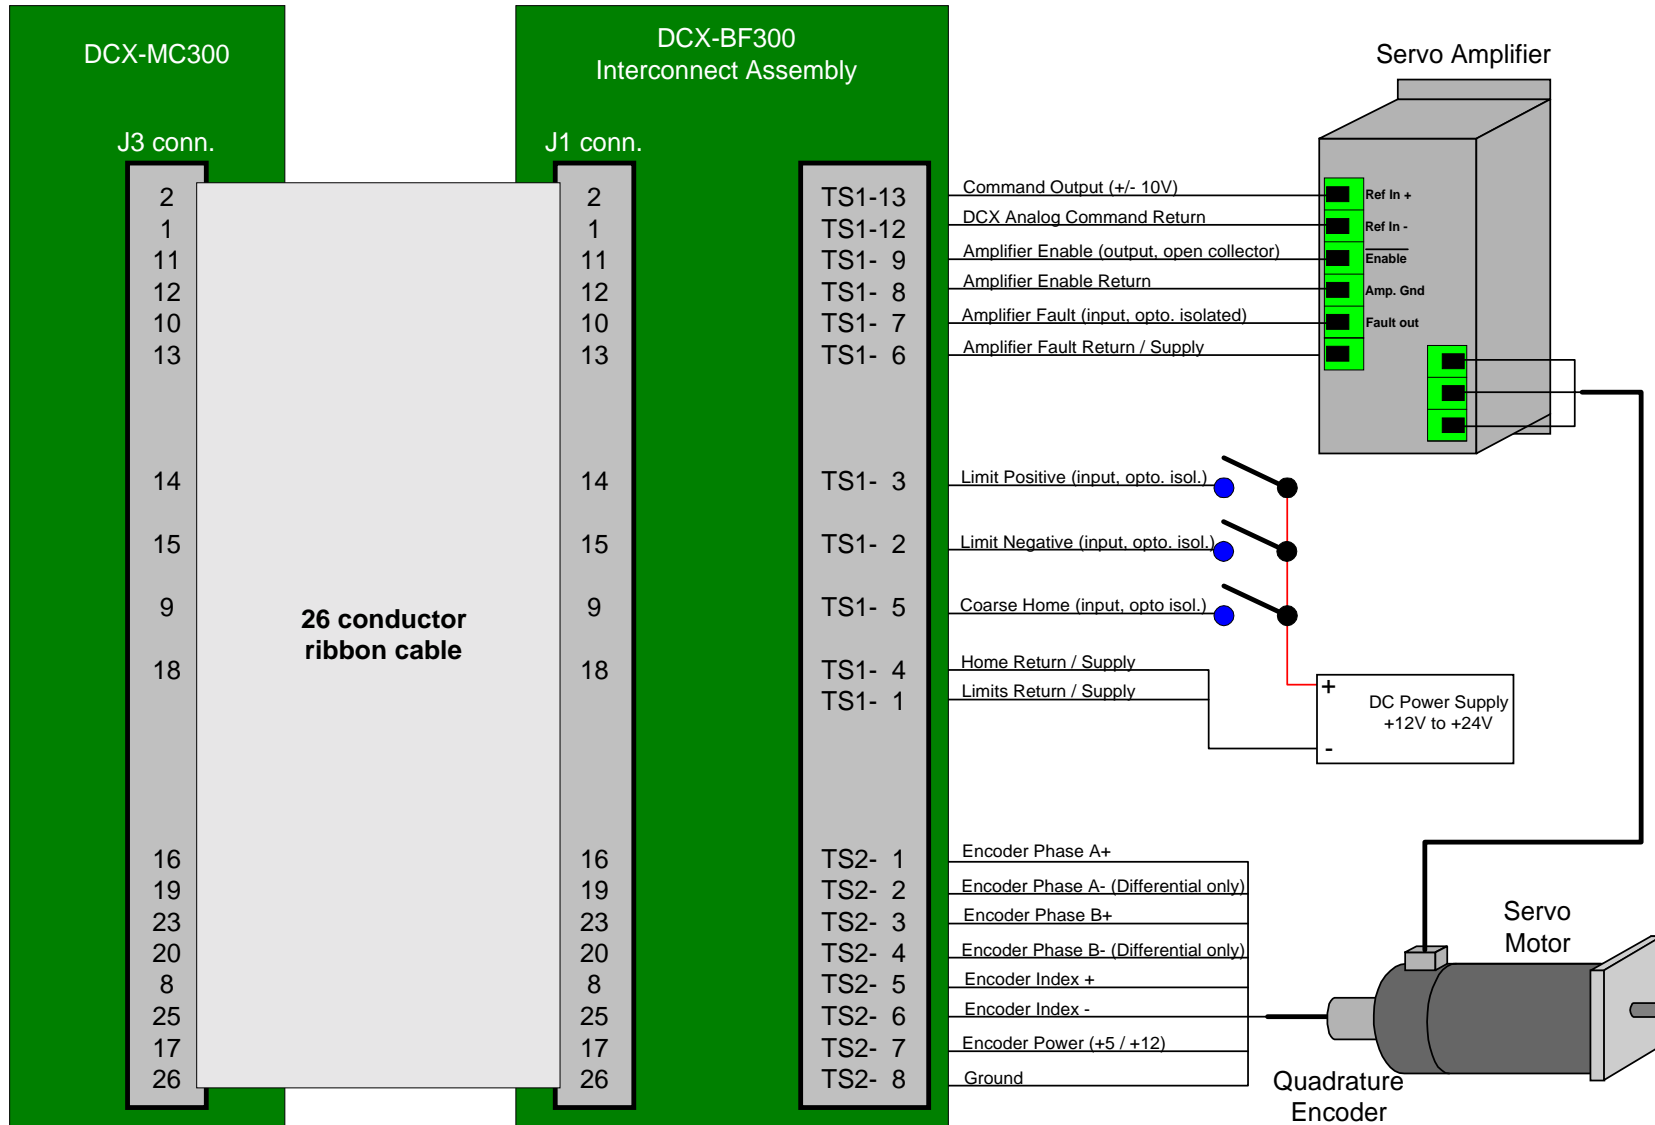 DCX-MC300
DCX-BF300
Interconnect Assembly
Servo Amplifier
J3 conn.
J1 conn.
2 2 TS1-13 Command Output (+/- 10V) Ref In +
1 1 TS1-12 DCX Analog Command Return Ref In -
11 11 TS1- 9 Amplifier Enable (output, open collector) Enable
12 12 TS1- 8 Amplifier Enable Return Amp. Gnd
10 10 TS1- 7 Amplifier Fault (input, opto. isolated) Fault out
13 13 TS1- 6 Amplifier Fault Return / Supply
14 14 TS1- 3 Limit Positive (input, opto. isol.)
15 15 TS1- 2 Limit Negative (input, opto. isol.)
9 9 TS1- 5 Coarse Home (input, opto isol.)
26 conductor
ribbon cable
18 18 TS1- 4 Home Return / Supply
TS1- 1 Limits Return / Supply
+
DC Power Supply
+12V to +24V
-
16 16 TS2- 1 Encoder Phase A+
19 19 TS2- 2 Encoder Phase A- (Differential only)
23 23 TS2- 3 Encoder Phase B+
20 20 TS2- 4 Encoder Phase B- (Differential only)
8 8 TS2- 5 Encoder Index +
25 25 TS2- 6 Encoder Index -
17 17 TS2- 7 Encoder Power (+5 / +12)
26 26 TS2- 8 Ground
Servo
Motor
Quadrature
Encoder